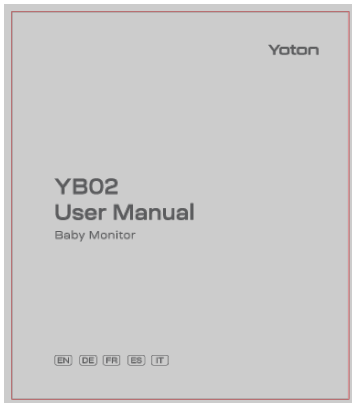 Yoton
YB02
User Manual
Baby Monitor
EN DE FR ES IT